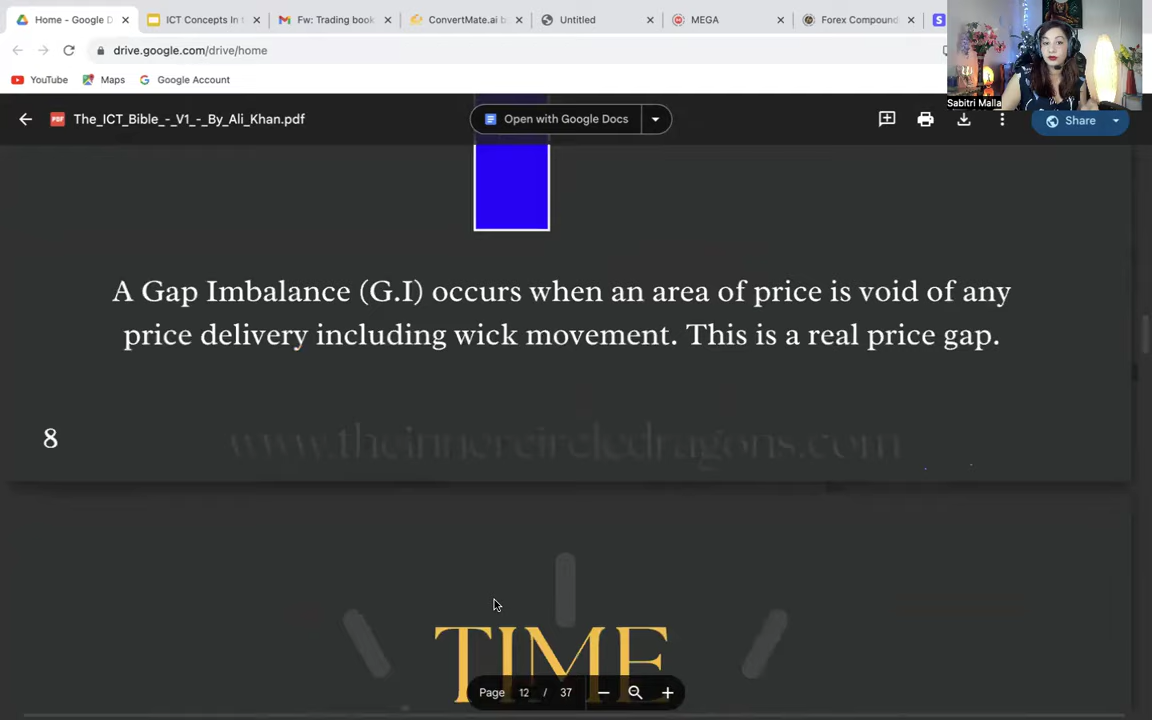 Home - Google D
ICT Concepts In t
Fw: Trading book
ConvertMate.ai b
Untitled
MEGA
Forex Compound
S
drive.google.com/drive/home
YouTube
Maps
Google Account
Sabitri Malla
PDF
The_ICT_Bible_-_V1_-_By_Ali_Khan.pdf
Open with Google Docs
Share
A Gap Imbalance (G.I) occurs when an area of price is void of any
price delivery including wick movement. This is a real price gap.
8
www.theinnercircledragons.com
TIME
Page 12 / 37